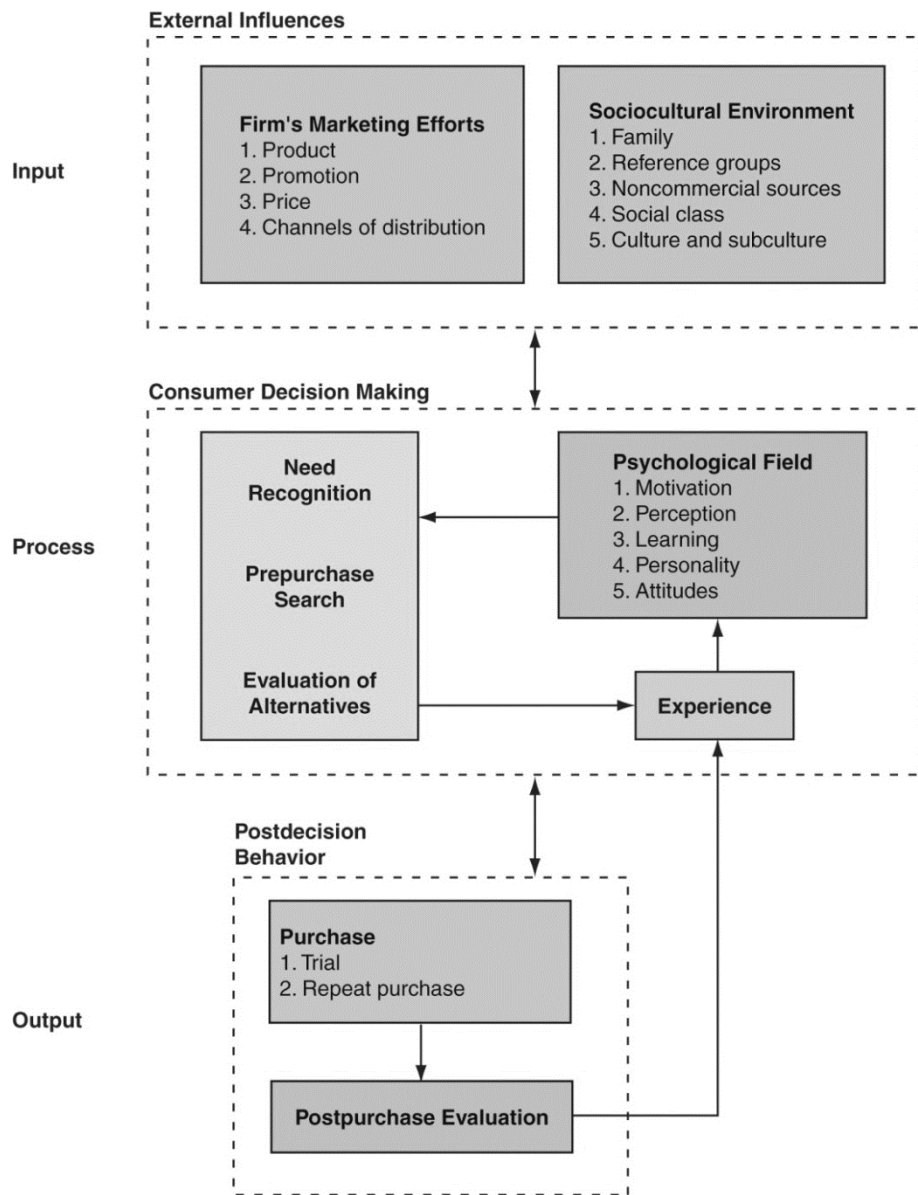 External Influences
Input
Firm's Marketing Efforts
1. Product
2. Promotion
3. Price
4. Channels of distribution
Sociocultural Environment
1. Family
2. Reference groups
3. Noncommercial sources
4. Social class
5. Culture and subculture
Consumer Decision Making
Process
Need
Recognition
Prepurchase
Search
Evaluation of
Alternatives
Psychological Field
1. Motivation
2. Perception
3. Learning
4. Personality
5. Attitudes
Experience
Postdecision
Behavior
Output
Purchase
1. Trial
2. Repeat purchase
Postpurchase Evaluation